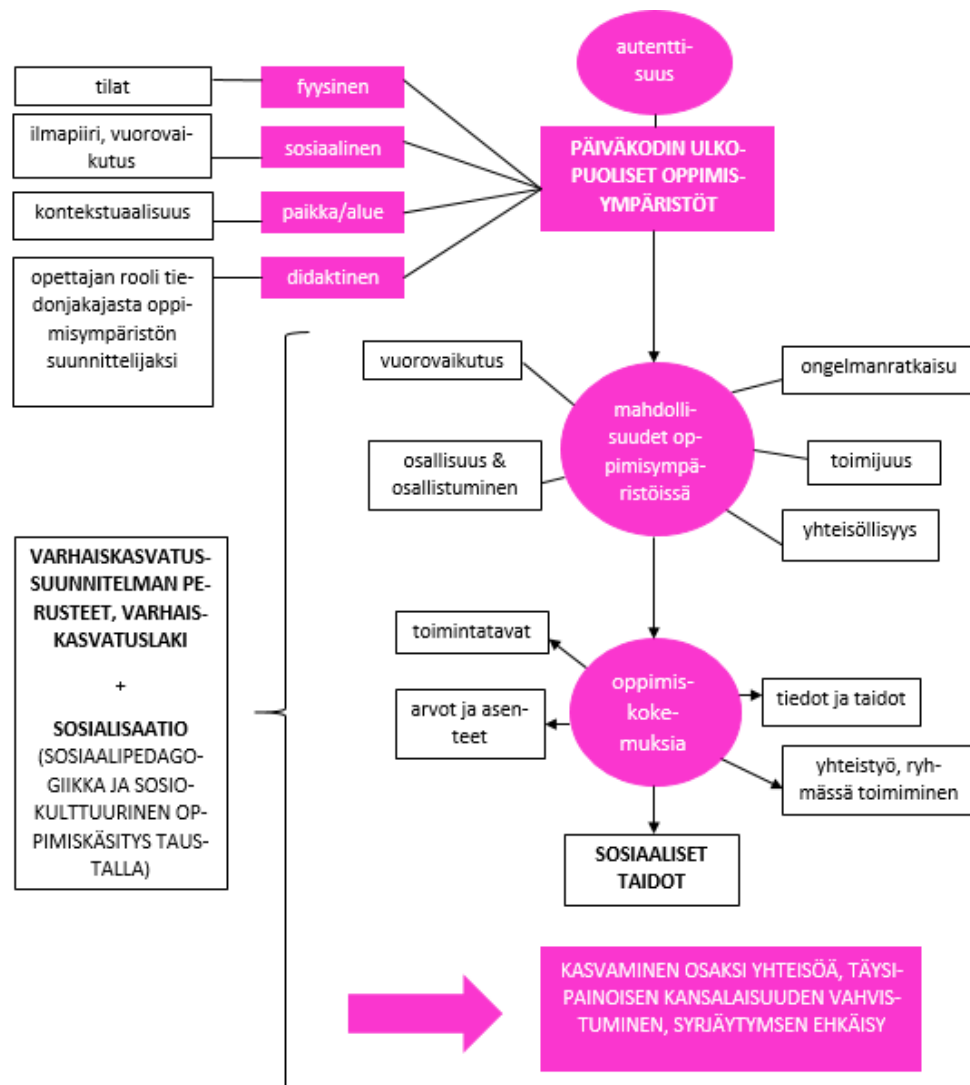 autentti-
suus
tilat
fyysinen
ilmapiiri, vuorovai-
kutus
sosiaalinen
PÄIVÄKODIN ULKO-
PUOLISET OPPIMIS-
YMPÄRISTÖT
kontekstuaalisuus
paikka/alue
opettajan rooli tie-
donjakajasta oppi-
misympäristön
suunnittelijaksi
didaktinen
vuorovaikutus
ongelmanratkaisu
mahdolli-
suudet op-
pimisympä-
ristöissä
osallisuus &
osallistuminen
toimijuus
yhteisöllisyys
VARHAISKASVATUS-
SUUNNITELMAN PE-
RUSTEET, VARHAIS-
KASVATUSLAKI
+
SOSIALISAATIO
(SOSIAALIPEDAGO-
GIIKKA JA SOSIO-
KULTTUURINEN OP-
PIMISKÄSITYS TAUS-
TALLA)
toimintatavat
oppimis-
koke-
muksia
tiedot ja taidot
arvot ja asen-
teet
yhteistyö, ryh-
mässä toimiminen
SOSIAALISET
TAIDOT
KASVAMINEN OSAKSI YHTEISÖÄ, TÄYSI-
PAINOISEN KANSALAISUUDEN VAHVIS-
TUMINEN, SYRJÄYTYMSEN EHKÄISY